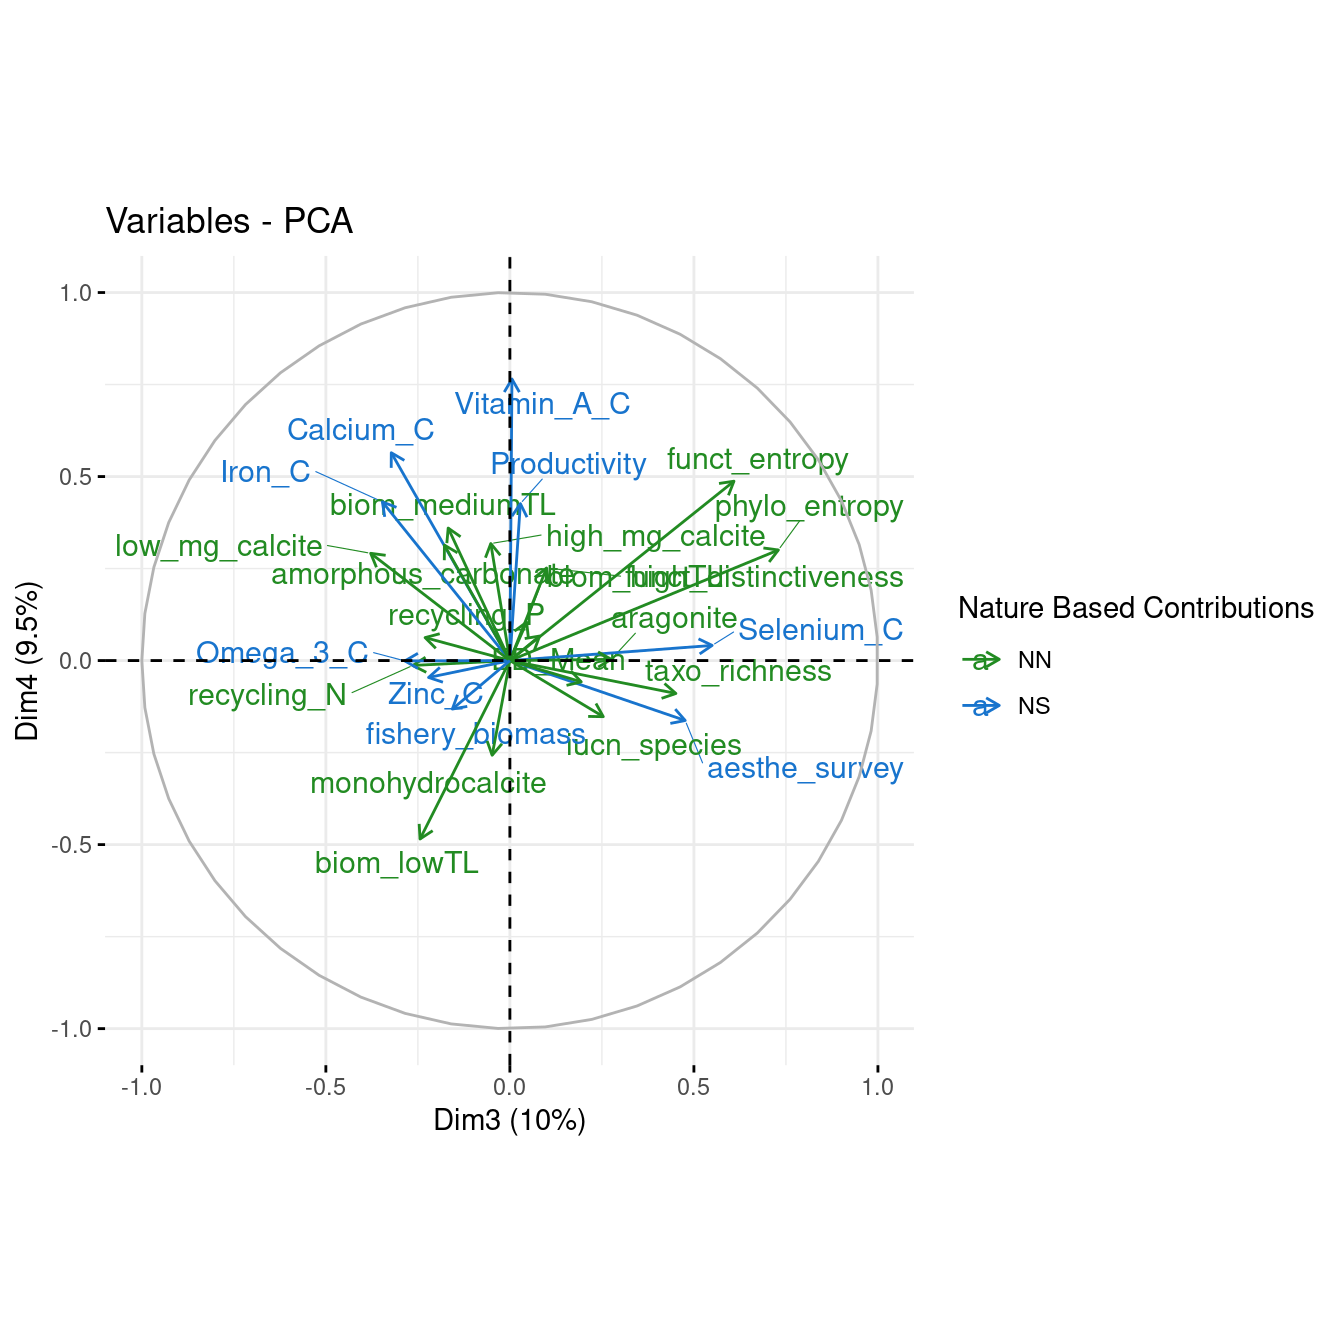 Variables - PCA
1.0
Vitamin_A_C
Calcium_C
Productivity
funct_entropy
Iron_C
0.5
biom_mediumTL
phylo_entropy
high_mg_calcite
low_mg_calcite
amorphous_carbonate
biom_highTL
funct_distinctiveness
recycling_P
aragonite
Selenium_C
Omega_3_C
0.0
taxo_richness
recycling_N
Zinc_C
fishery_biomass
iucn_species
aesthe_survey
monohydrocalcite
-0.5
biom_lowTL
-1.0
-1.0 -0.5 0.0 0.5 1.0
Dim3 (10%)
Dim4 (9.5%)
Nature Based Contributions
a NN
a NS